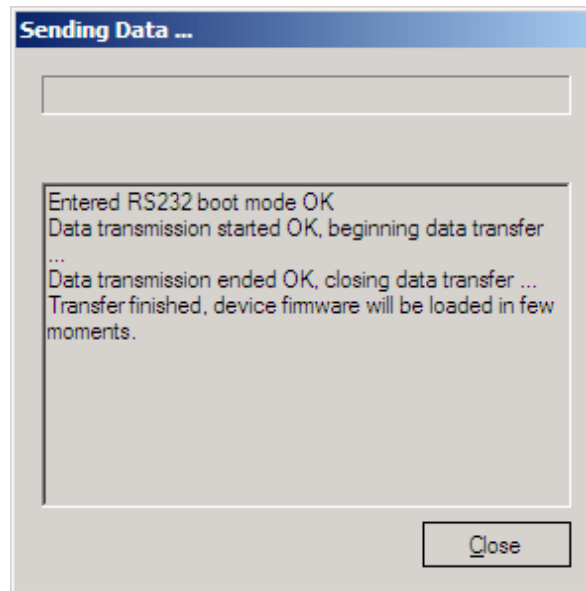 Sending Data ...
Entered RS232 boot mode OK
Data transmission started OK, beginning data transfer
...
Data transmission ended OK, closing data transfer ...
Transfer finished, device firmware will be loaded in few
moments.
Close